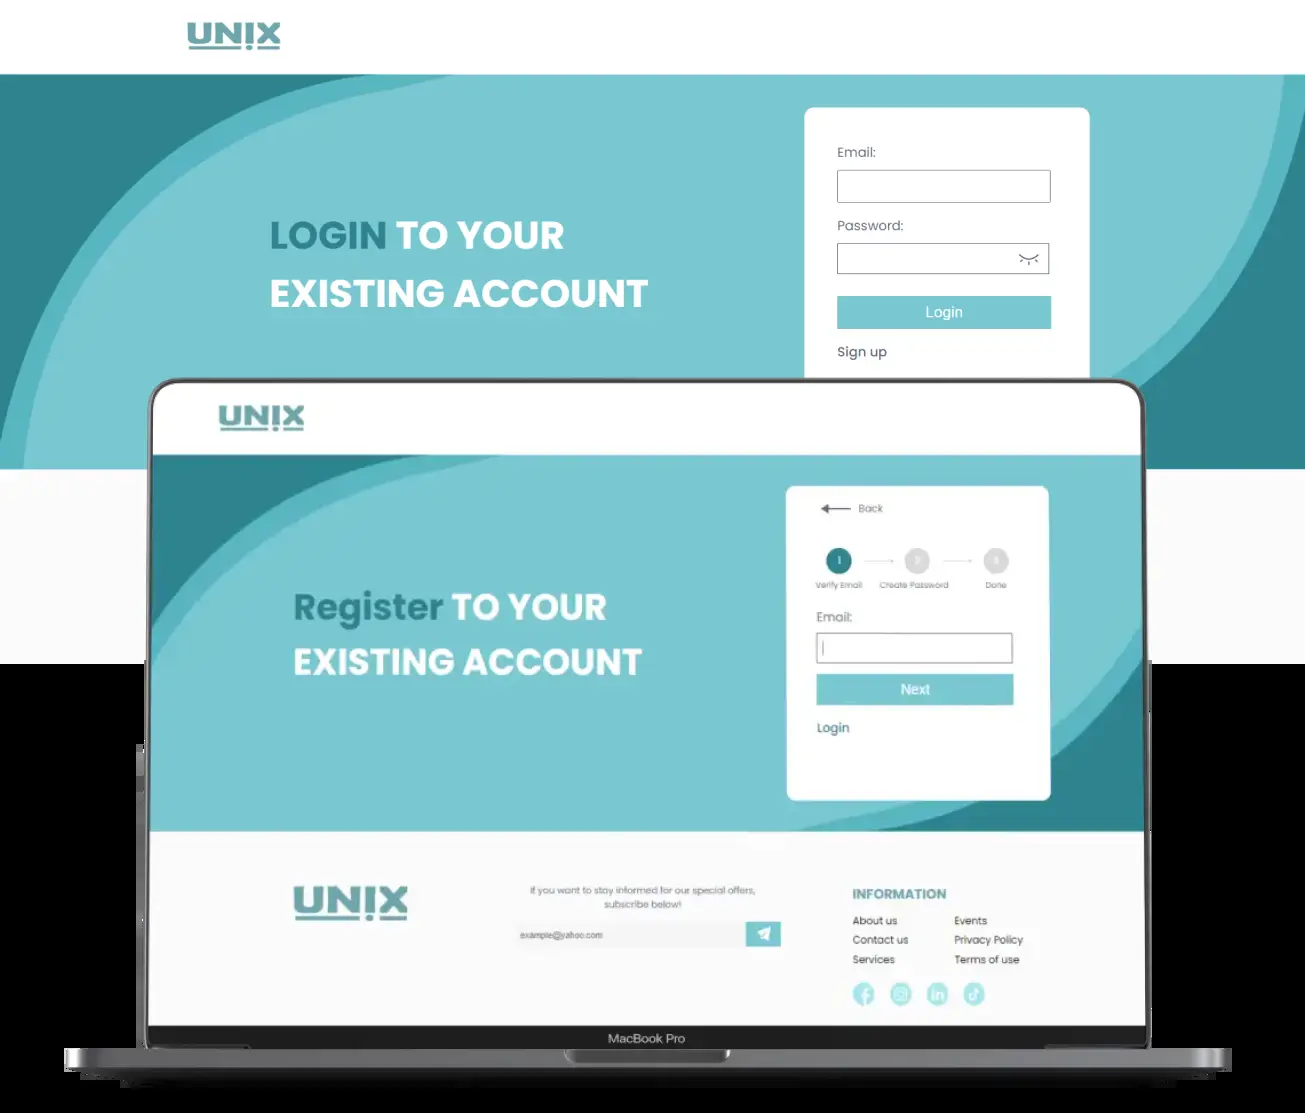 UNIX
LOGIN TO YOUR
EXISTING ACCOUNT
Email:
Password:
Login
Sign up
UNIX
Register TO YOUR
EXISTING ACCOUNT
Back
1 2 3
Verify Email Create Password Done
Email:
Next
Login
UNIX
If you want to stay informed for our special offers,
subscribe below!
example@yahoo.com
INFORMATION
About us Events
Contact us Privacy Policy
Services Terms of use
MacBook Pro